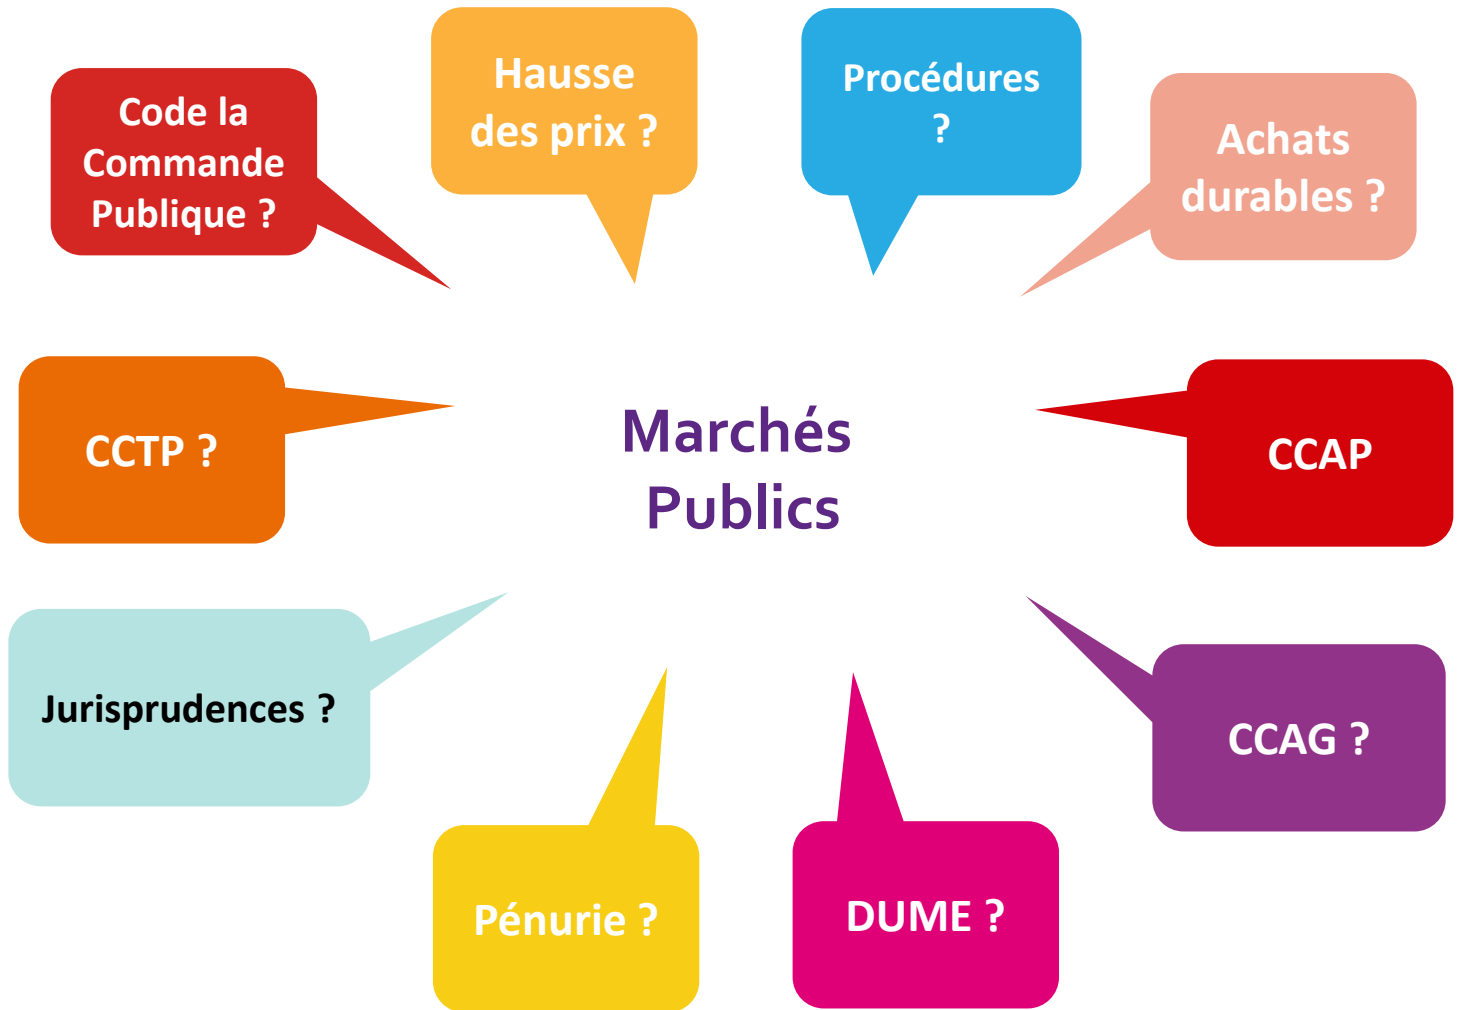 Code la
Commande
Publique ?
Hausse
des prix ?
Procédures
?
Achats
durables ?
CCTP ?
Marchés
Publics
CCAP
Jurisprudences ?
CCAG ?
Pénurie ?
DUME ?